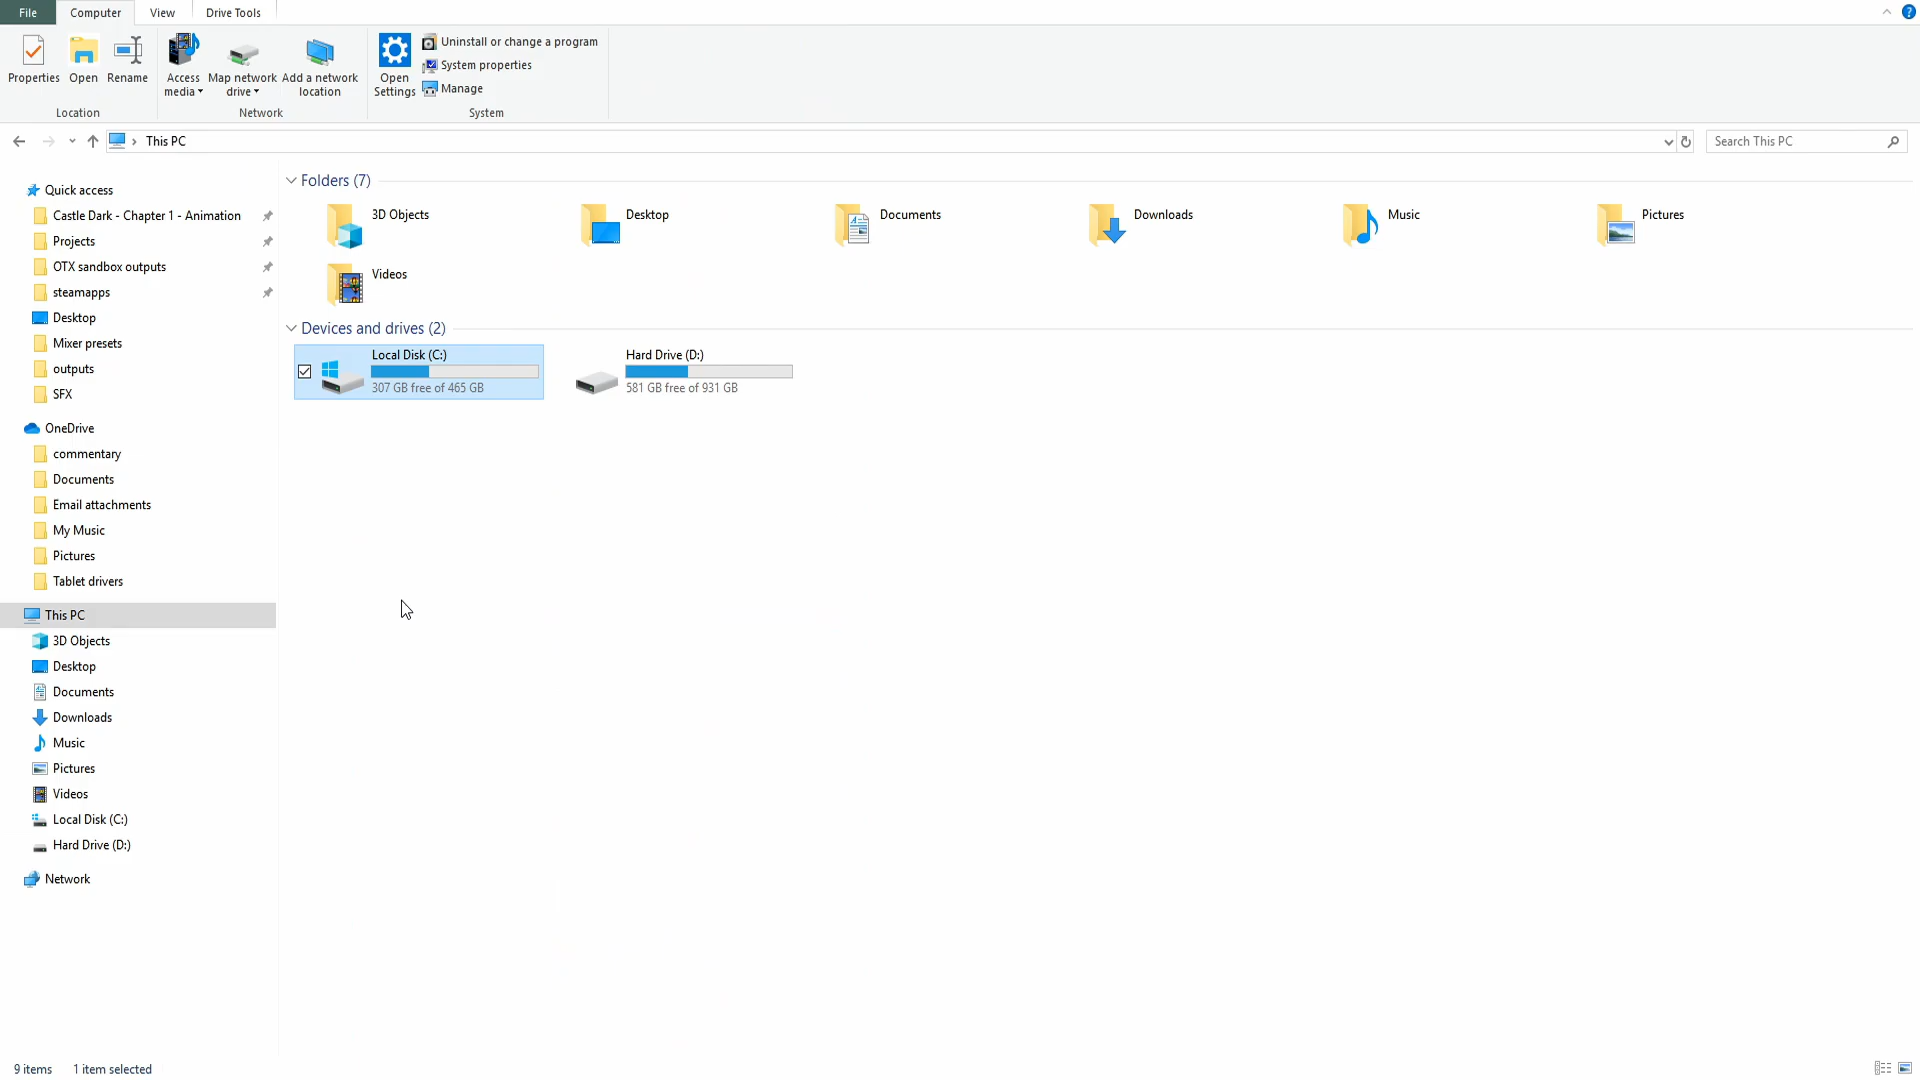 File Computer View Drive Tools
Properties Open Rename Access media Map network drive Add a network location Open Settings
Uninstall or change a program
System properties
Manage
Location Network System
This PC
Search This PC
Quick access
Castle Dark - Chapter 1 - Animation
Projects
OTX sandbox outputs
steamapps
Desktop
Mixer presets
outputs
SFX
OneDrive
commentary
Documents
Email attachments
My Music
Pictures
Tablet drivers
This PC
3D Objects
Desktop
Documents
Downloads
Music
Pictures
Videos
Local Disk (C:)
Hard Drive (D:)
Network
Folders (7)
3D Objects Desktop Documents Downloads Music Pictures
Videos
Devices and drives (2)
Local Disk (C:)
307 GB free of 465 GB
Hard Drive (D:)
581 GB free of 931 GB
9 items 1 item selected